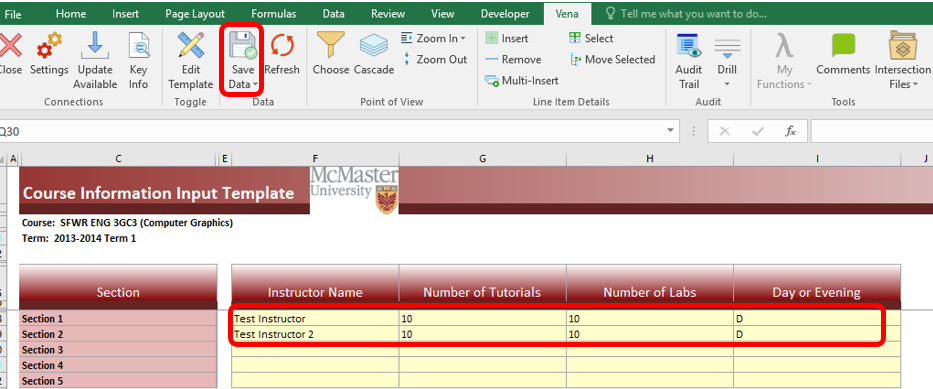 File Home Insert Page Layout Formulas Data Review View Developer Vena Tell me what you want to do...
Close Settings Update Available Key Info
Connections
Edit Template
Toggle
Save Data Refresh
Data
Choose Cascade
Point of View
Zoom In
Zoom Out
Insert
Remove
Multi-Insert
Select
Move Selected
Line Item Details
Audit Trail Drill
Audit
My Functions Comments Intersection Files
Tools
Q30 fx
A C E F G H I J
Course Information Input Template
McMaster
University
Course: SFWR ENG 3GC3 (Computer Graphics)
Term: 2013-2014 Term 1
Section Instructor Name Number of Tutorials Number of Labs Day or Evening
Section 1 Test Instructor 10 10 D
Section 2 Test Instructor 2 10 10 D
Section 3
Section 4
Section 5